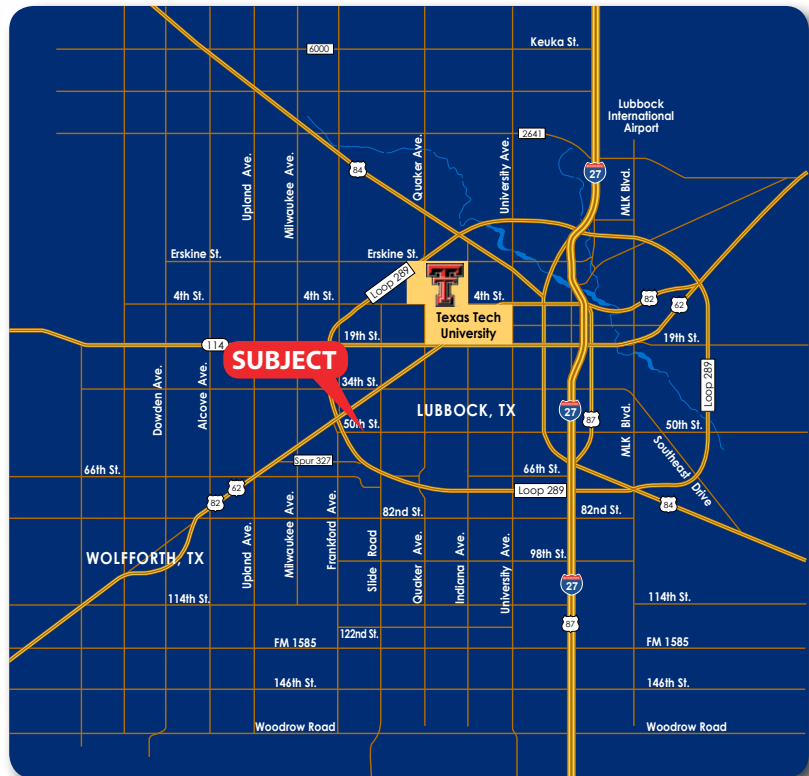 Keuka St.
6000
Lubbock
International
Airport
2641
84
27
Upland Ave.
Milwaukee Ave.
Quaker Ave.
University Ave.
MLK Blvd.
Erskine St.
Erskine St.
Loop 289
T
4th St.
4th St.
4th St.
82
62
Texas Tech
University
114
19th St.
19th St.
SUBJECT
34th St.
Loop 289
Dowden Ave.
Alcove Ave.
LUBBOCK, TX
27
87
MLK Blvd.
50th St.
50th St.
Southeast Drive
Spur 327
66th St.
66th St.
62
82
Loop 289
84
82nd St.
82nd St.
Upland Ave.
Milwaukee Ave.
Frankford Ave.
Slide Road
Quaker Ave.
Indiana Ave.
University Ave.
WOLFFORTH, TX
98th St.
27
114th St.
114th St.
87
122nd St.
FM 1585
FM 1585
146th St.
146th St.
Woodrow Road
Woodrow Road